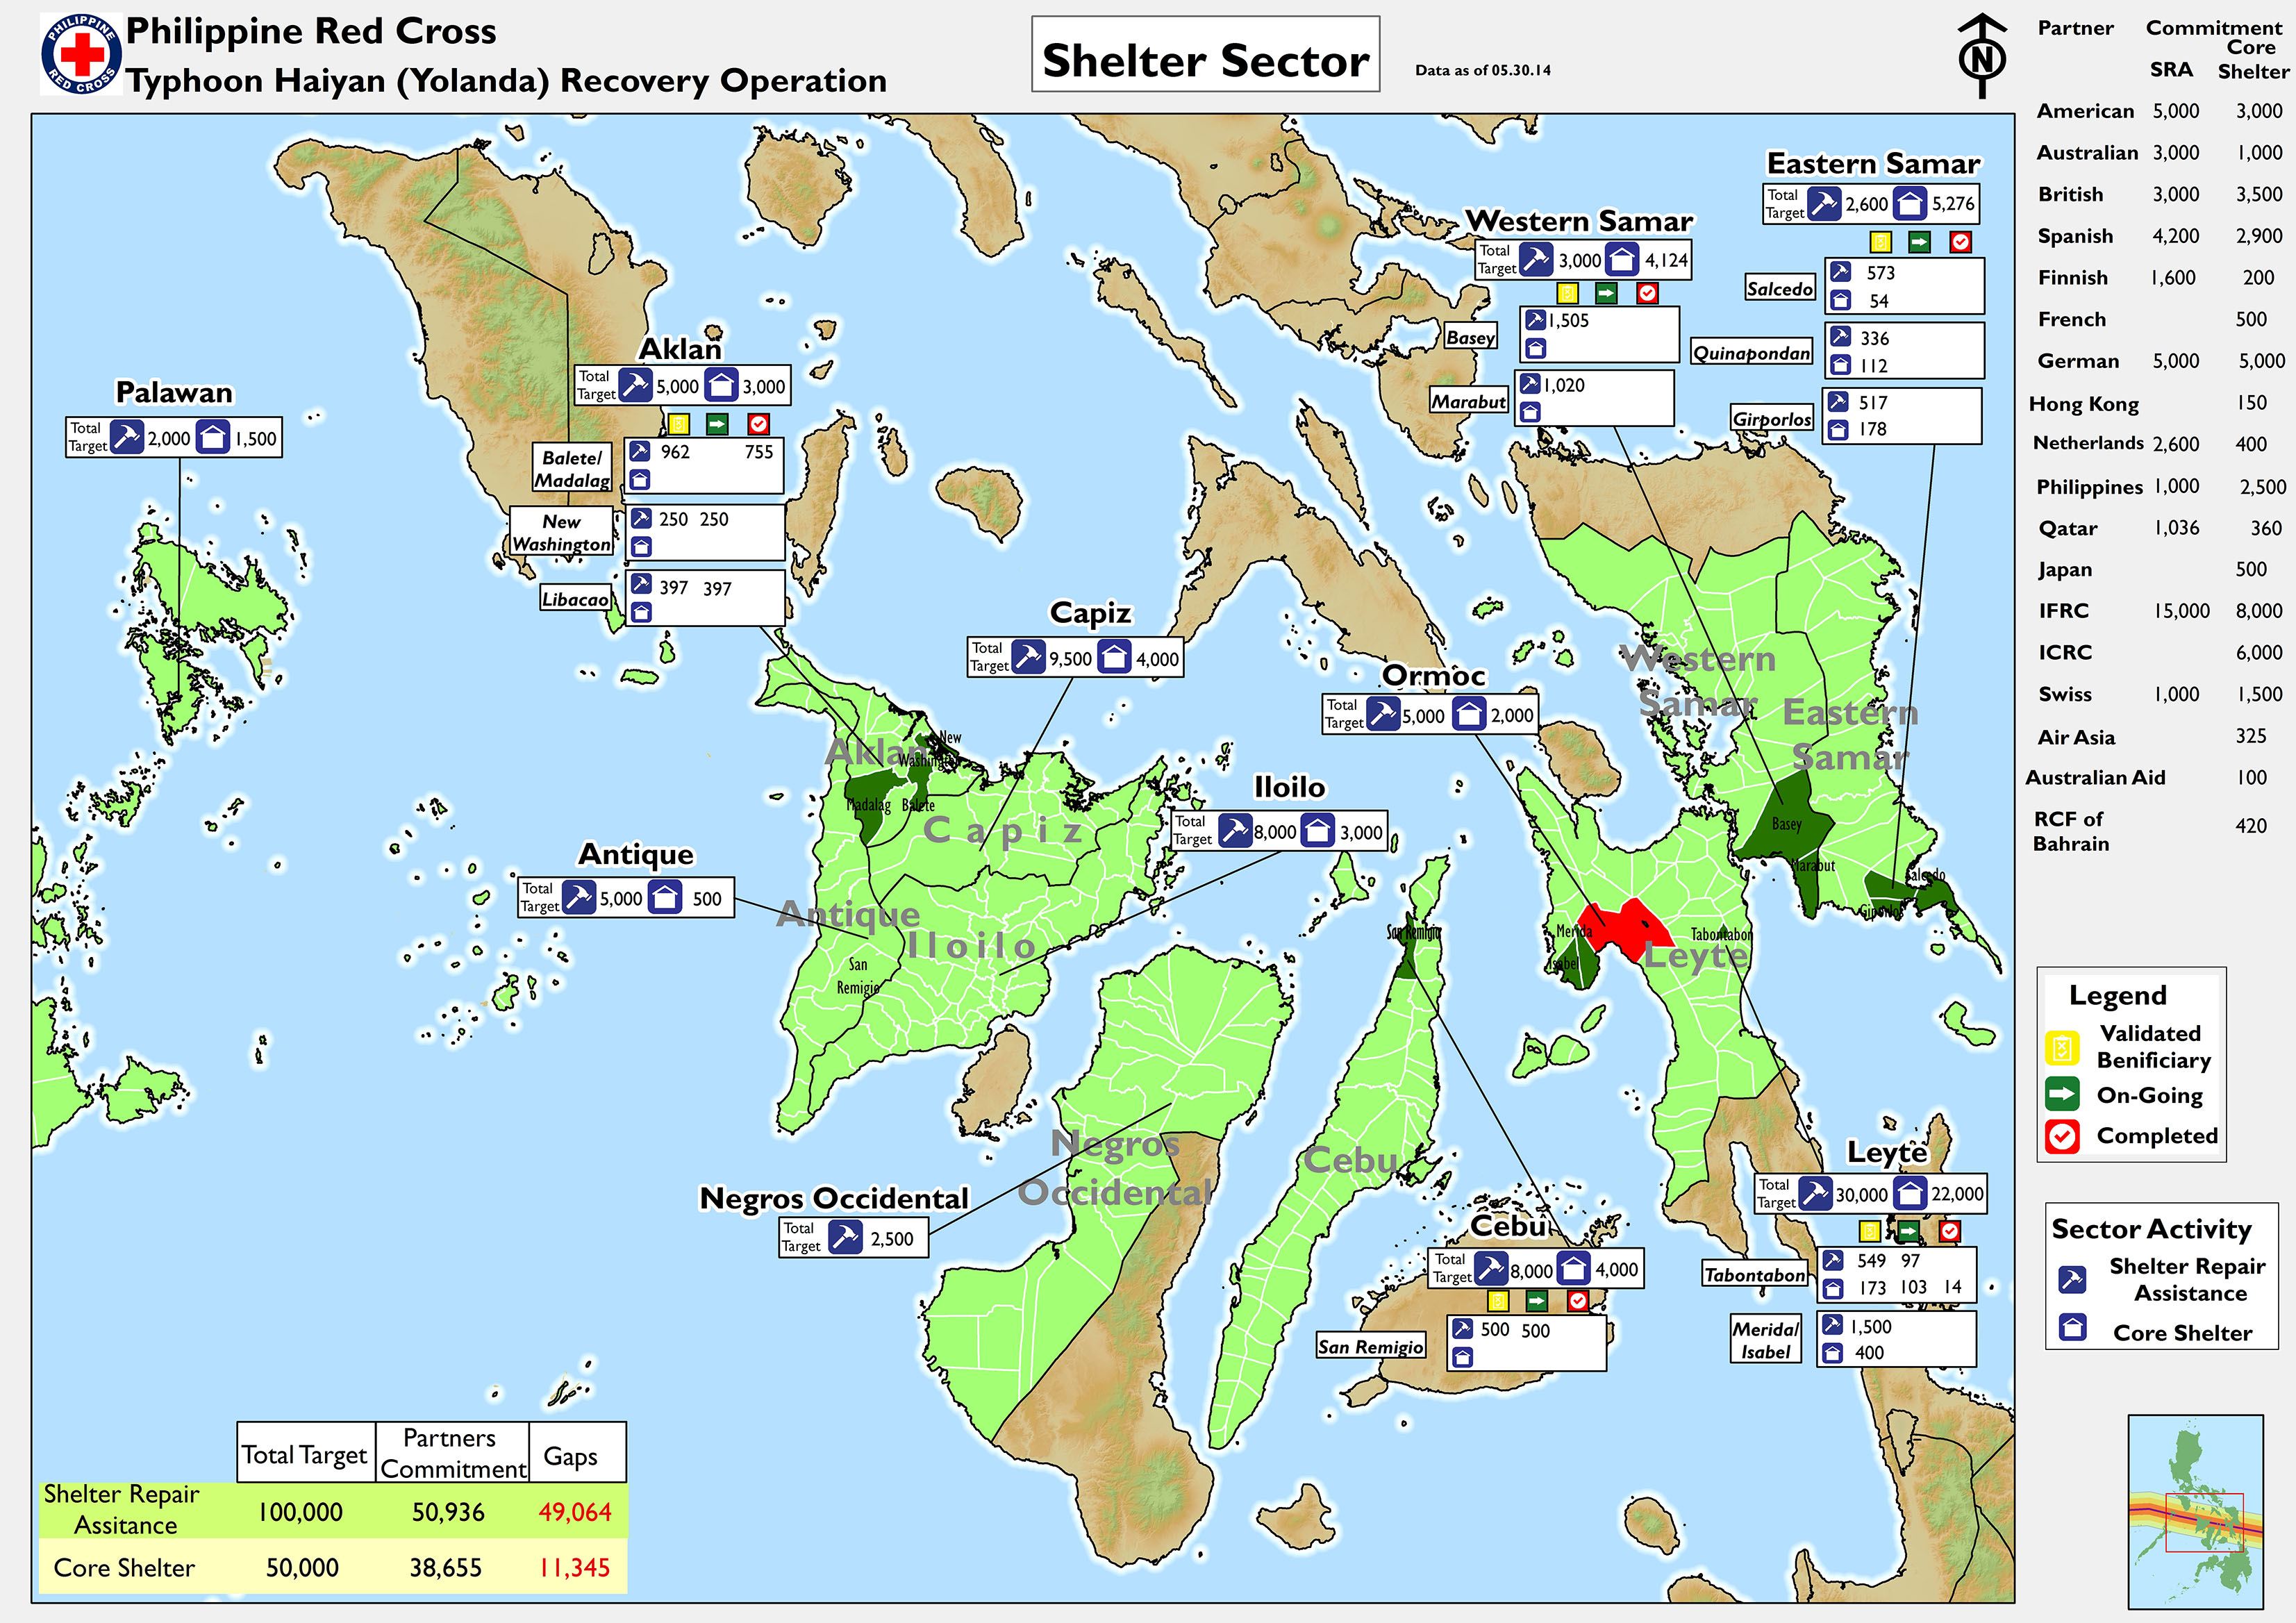 PHILIPPINE
RED CROSS
Philippine Red Cross
Typhoon Haiyan (Yolanda) Recovery Operation
Shelter Sector
Data as of 05.30.14
N
Partner Commitment
SRA Core Shelter
American 5,000 3,000
Australian 3,000 1,000
British 3,000 3,500
Spanish 4,200 2,900
Finnish 1,600 200
French 500
German 5,000 5,000
Hong Kong 150
Netherlands 2,600 400
Philippines 1,000 2,500
Qatar 1,036 360
Japan 500
IFRC 15,000 8,000
ICRC 6,000
Swiss 1,000 1,500
Air Asia 325
Australian Aid 100
RCF of
Bahrain 420
Legend
Validated
Benificiary
On-Going
Completed
Sector Activity
Shelter Repair
Assistance
Core Shelter
Palawan
Total Target 2,000 1,500
Aklan
Total Target 5,000 3,000
Balete/
Madalag
962 755
New
Washington
250 250
Libacao
397 397
Capiz
Total Target 9,500 4,000
Antique
Total Target 5,000 500
Iloilo
Total Target 8,000 3,000
Ormoc
Total Target 5,000 2,000
Western Samar
Total Target 3,000 4,124
Basey
1,505
Marabut
1,020
Eastern Samar
Total Target 2,600 5,276
Salcedo
573
54
Quinapondan
336
112
Girporlos
517
178
Negros Occidental
Total Target 2,500
Cebu
Total Target 8,000 4,000
San Remigio
500 500
Leyte
Total Target 30,000 22,000
Tabontabon
549 97
173 103 14
Merida/
Isabel
1,500
400
Aklan
New
Washington
Madalag
Balete
Capiz
Antique
Iloilo
San
Remigio
Negros
Occidental
Cebu
San Remigio
Merida
Isabel
Tabontabon
Leyte
Western
Samar
Eastern
Samar
Basey
Marabut
Salcedo
Giporlos
Total Target Partners Commitment Gaps
Shelter Repair
Assitance 100,000 50,936 49,064
Core Shelter 50,000 38,655 11,345